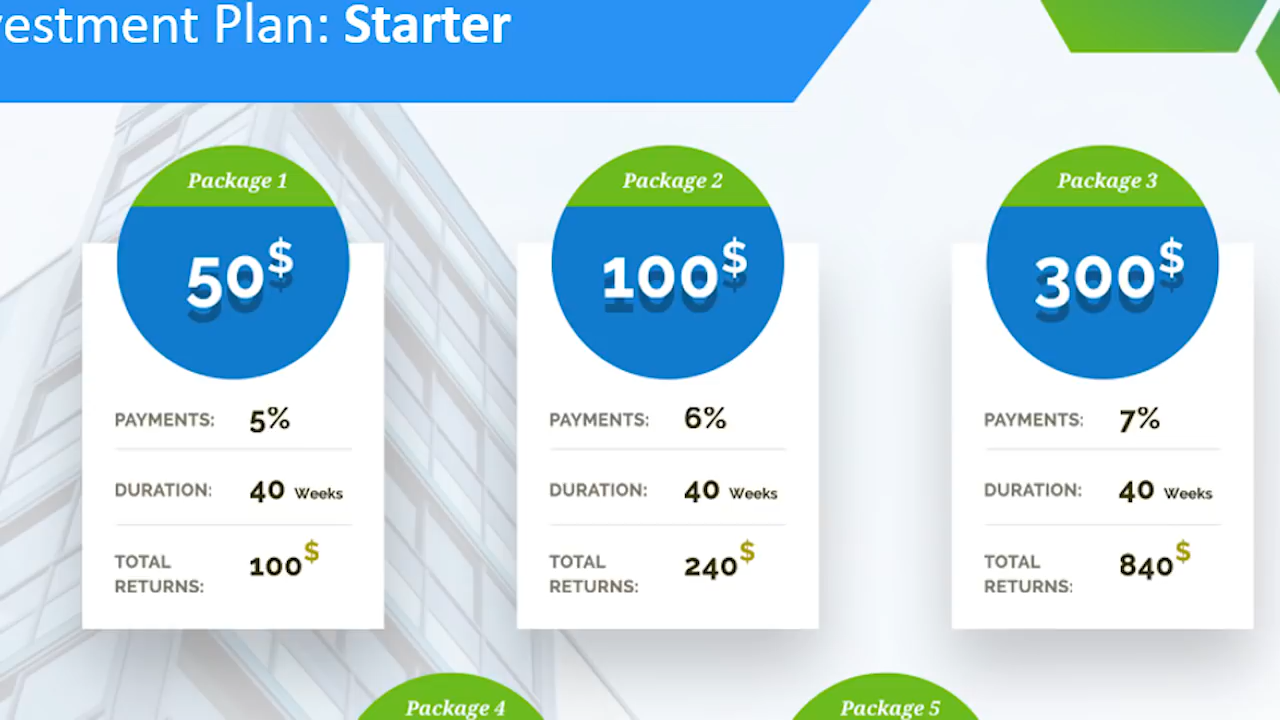 vestment Plan: Starter
Package 1
50$
PAYMENTS: 5%
DURATION: 40 Weeks
TOTAL RETURNS: 100$
Package 2
100$
PAYMENTS: 6%
DURATION: 40 Weeks
TOTAL RETURNS: 240$
Package 3
300$
PAYMENTS: 7%
DURATION: 40 Weeks
TOTAL RETURNS: 840$
Package 4
Package 5